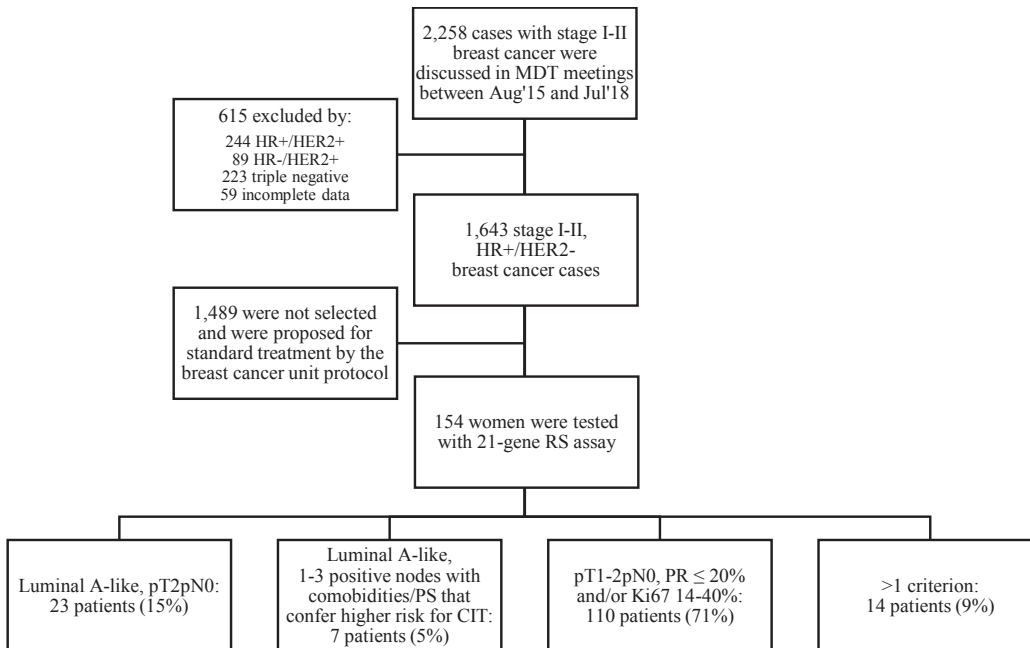 2,258 cases with stage I-II
breast cancer were
discussed in MDT meetings
between Aug'15 and Jul'18
615 excluded by:
244 HR+/HER2+
89 HR-/HER2+
223 triple negative
59 incomplete data
1,643 stage I-II,
HR+/HER2-
breast cancer cases
1,489 were not selected
and were proposed for
standard treatment by the
breast cancer unit protocol
154 women were tested
with 21-gene RS assay
Luminal A-like, pT2pN0:
23 patients (15%)
Luminal A-like,
1-3 positive nodes with
comobidities/PS that
confer higher risk for CIT:
7 patients (5%)
pT1-2pN0, PR ≤ 20%
and/or Ki67 14-40%:
110 patients (71%)
>1 criterion:
14 patients (9%)